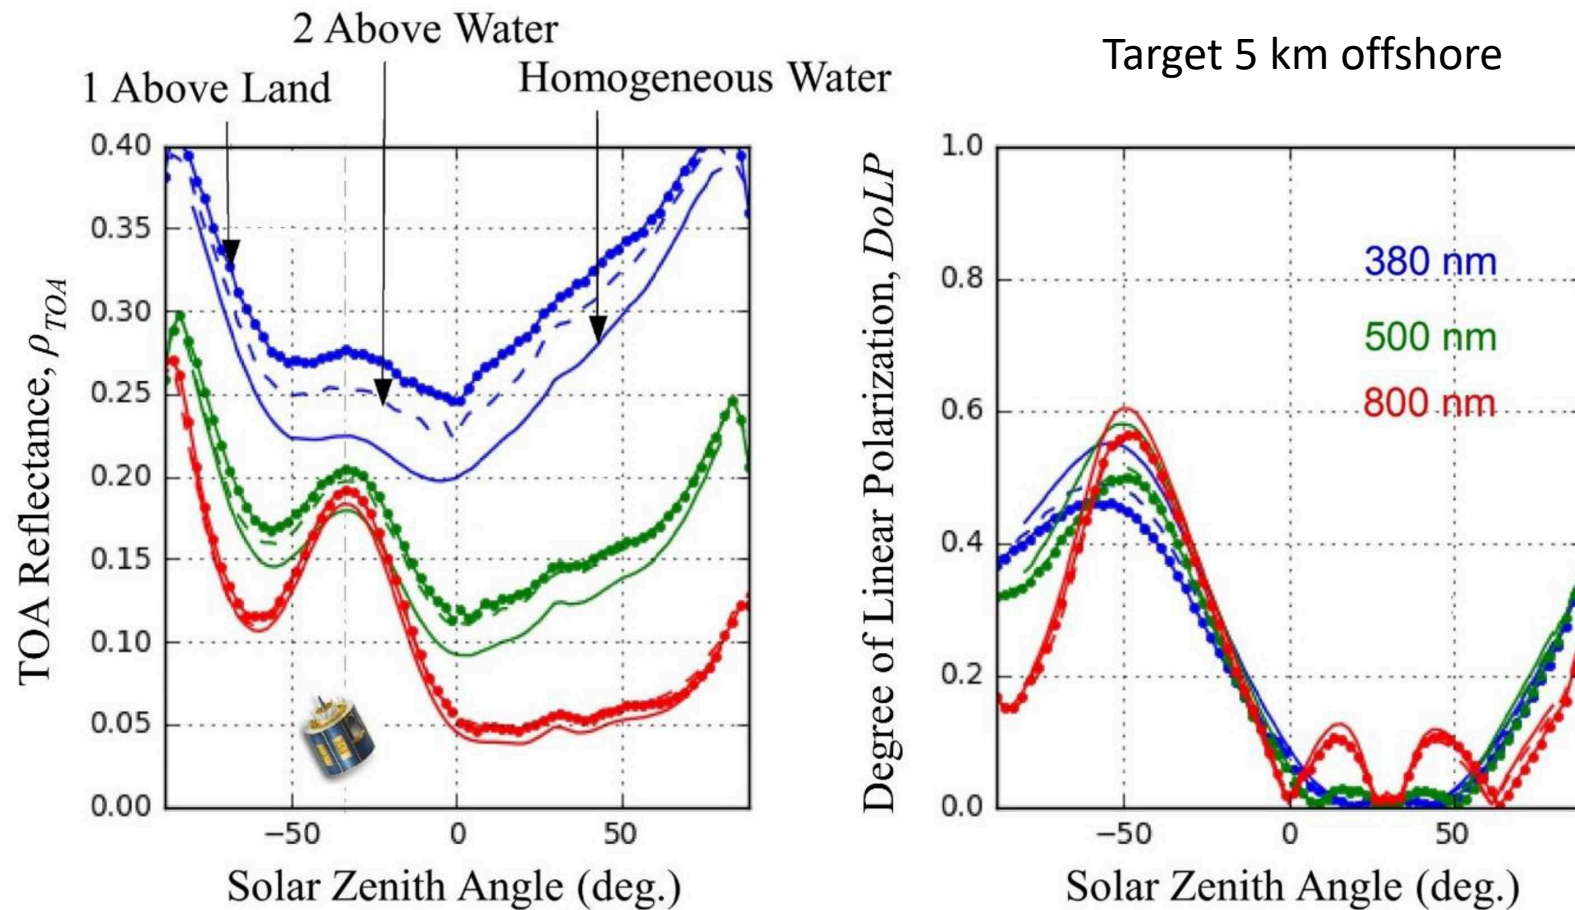 2 Above Water
1 Above Land
Homogeneous Water
Target 5 km offshore
TOA Reflectance, ρTOA
0.40
0.35
0.30
0.25
0.20
0.15
0.10
0.05
0.00
−50
0
50
Solar Zenith Angle (deg.)
Degree of Linear Polarization, DoLP
1.0
0.8
0.6
0.4
0.2
0.0
380 nm
500 nm
800 nm
−50
0
50
Solar Zenith Angle (deg.)